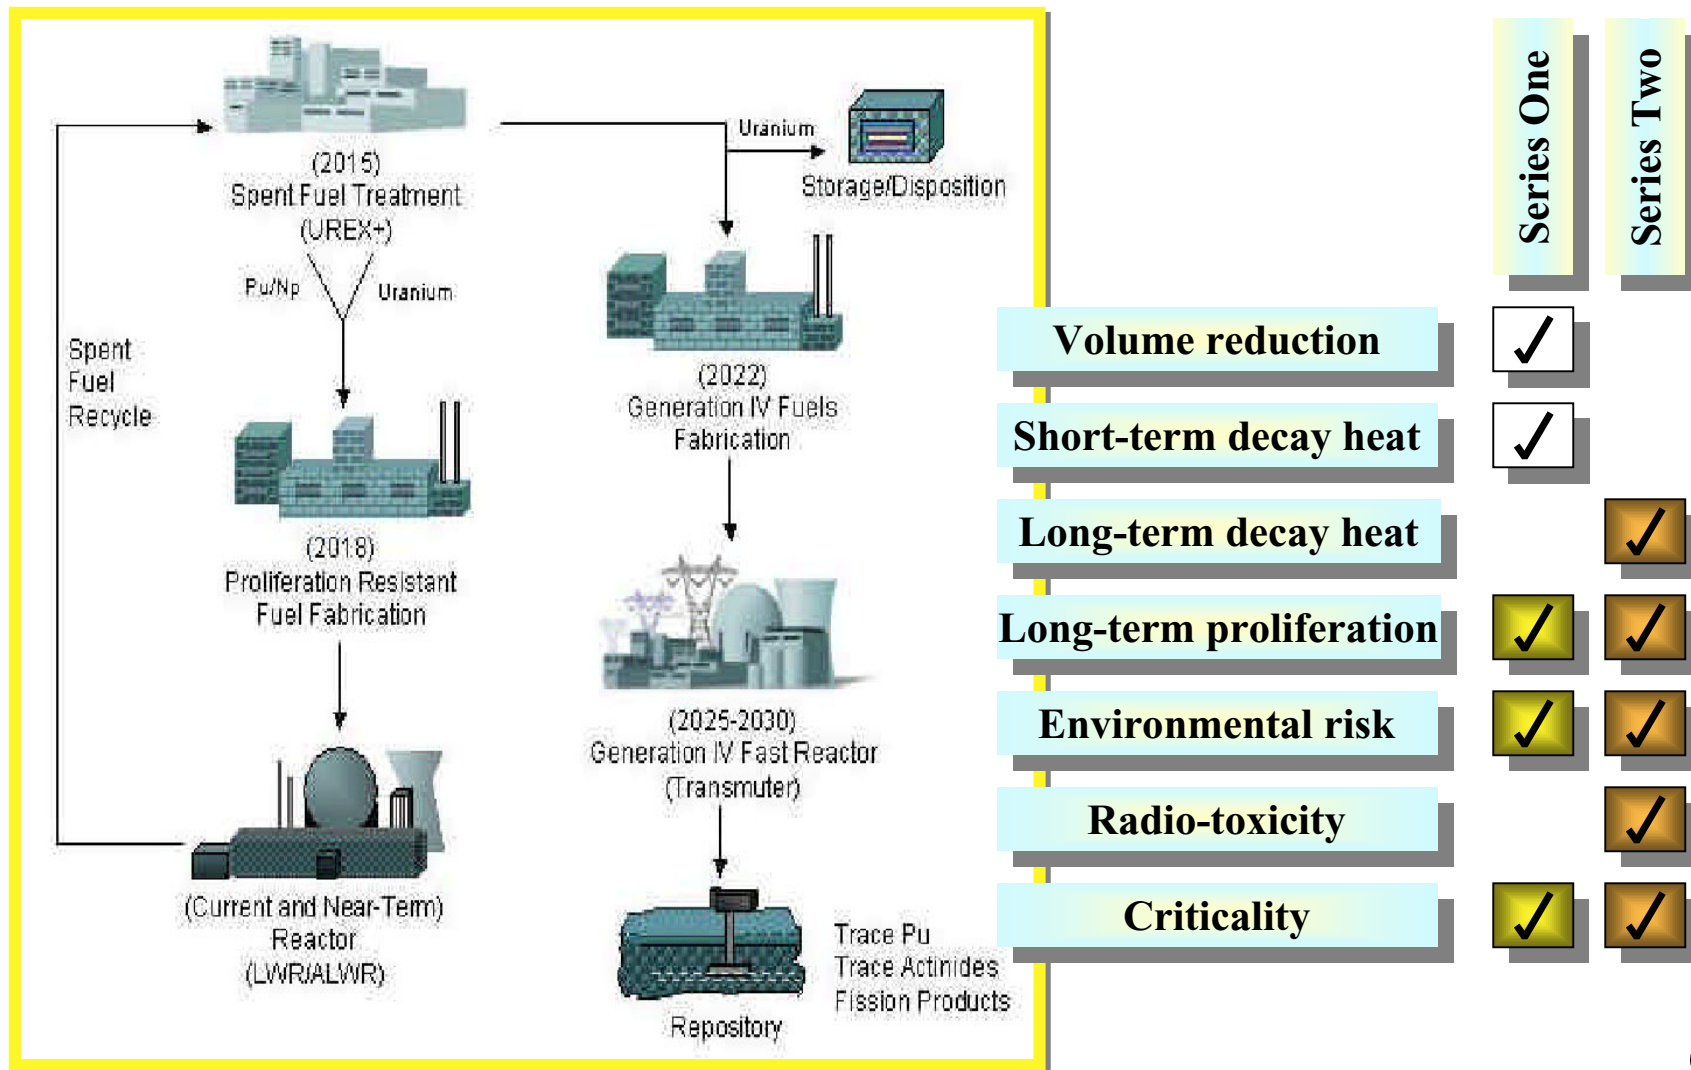 (2015)
Spent Fuel Treatment
(UREX+)
Pu/Np
Uranium
Spent
Fuel
Recycle
(2018)
Proliferation Resistant
Fuel Fabrication
(Current and Near-Term)
Reactor
(LWR/ALWR)
Uranium
Storage/Disposition
(2022)
Generation IV Fuels
Fabrication
(2025-2030)
Generation IV Fast Reactor
(Transmuter)
Repository
Trace Pu
Trace Actinides
Fission Products
Series One
Series Two
Volume reduction
Short-term decay heat
Long-term decay heat
Long-term proliferation
Environmental risk
Radio-toxicity
Criticality